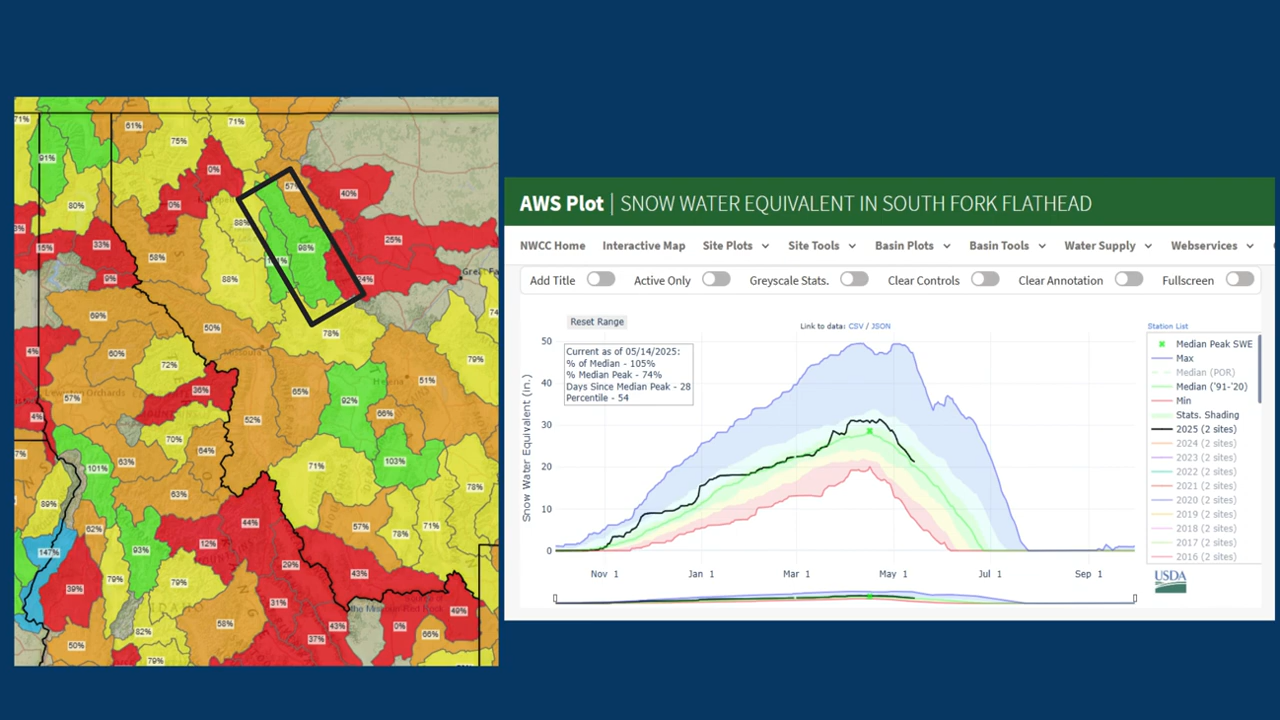 71%
61%
71%
75%
91%
0%
57%
40%
80%
0%
88%
15%
33%
98%
25%
58%
9%
88%
24%
Great Fa
69%
50%
78%
74
4%
60%
72%
79%
36%
51%
57%
65%
92%
4%
52%
66%
70%
7%
64%
101%
63%
103%
71%
63%
78%
89%
62%
44%
57%
71%
78%
147%
93%
12%
29%
43%
79%
79%
39%
31%
49%
58%
43%
0%
82%
66%
37%
50%
79%
AWS Plot | SNOW WATER EQUIVALENT IN SOUTH FORK FLATHEAD
NWCC Home Interactive Map Site Plots Site Tools Basin Plots Basin Tools Water Supply Webservices
Add Title Active Only Greyscale Stats. Clear Controls Clear Annotation Fullscreen
Reset Range
Link to data: CSV / JSON
Station List
Current as of 05/14/2025:
% of Median - 105%
% Median Peak - 74%
Days Since Median Peak - 28
Percentile - 54
Snow Water Equivalent (in.)
50
40
30
20
10
0
Nov 1 Jan 1 Mar 1 May 1 Jul 1 Sep 1
Median Peak SWE
Max
Median (POR)
Median ('91-'20)
Min
Stats. Shading
2025 (2 sites)
2024 (2 sites)
2023 (2 sites)
2022 (2 sites)
2021 (2 sites)
2020 (2 sites)
2019 (2 sites)
2018 (2 sites)
2017 (2 sites)
2016 (2 sites)
USDA